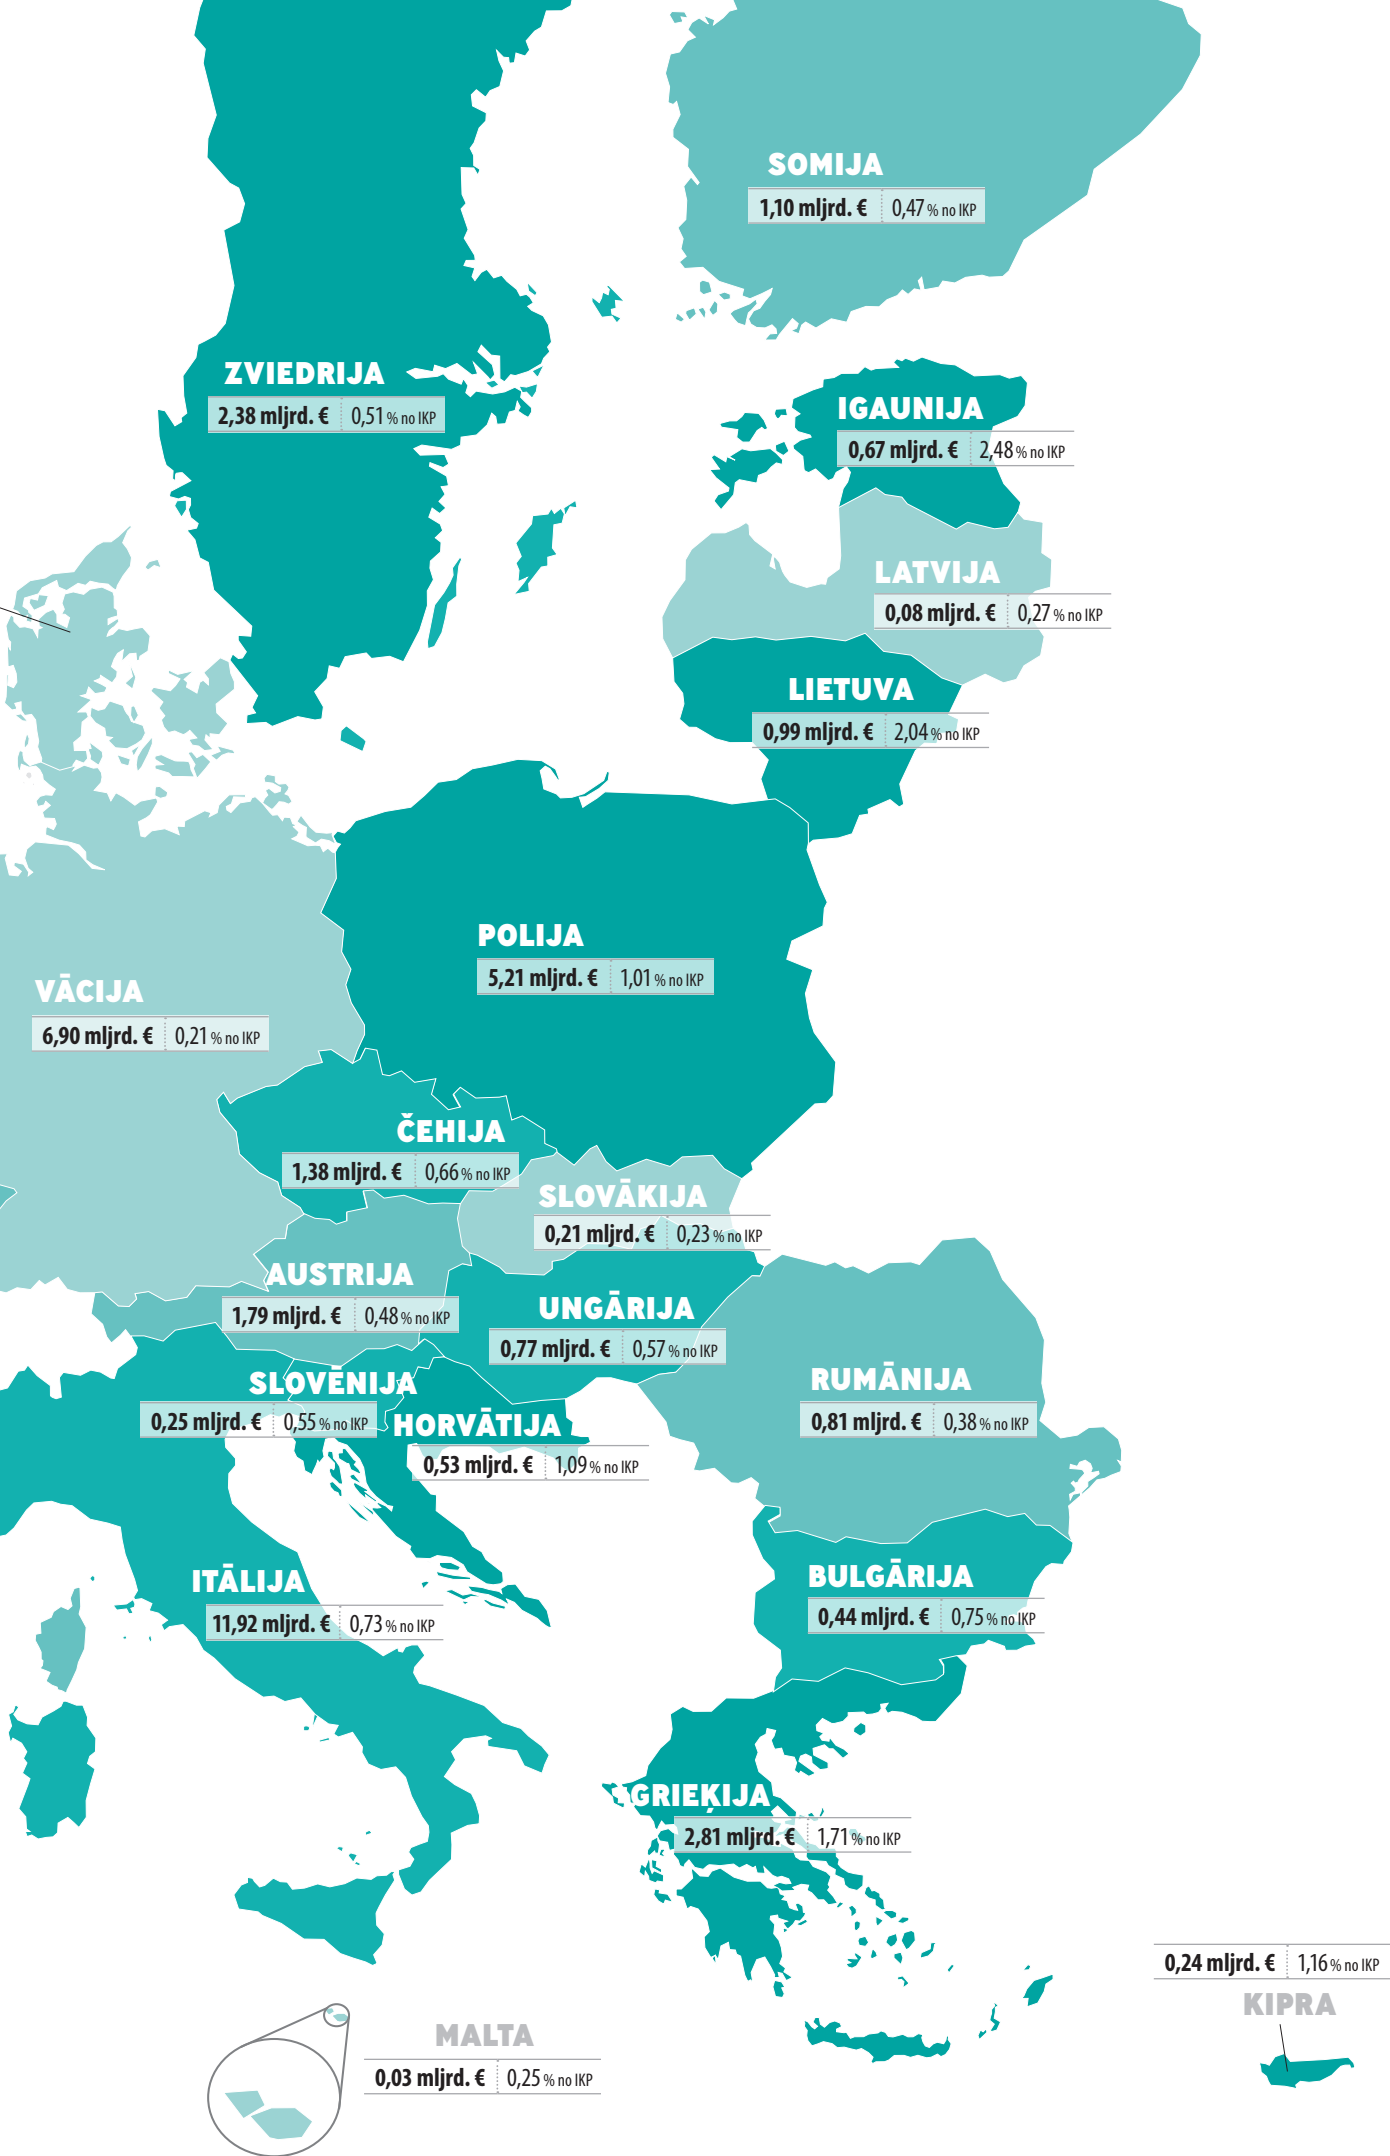 SOMIJA
1,10 mljrd. € 0,47 % no IKP
ZVIEDRIJA
2,38 mljrd. € 0,51 % no IKP
IGAUNIJA
0,67 mljrd. € 2,48 % no IKP
LATVIJA
0,08 mljrd. € 0,27 % no IKP
LIETUVA
0,99 mljrd. € 2,04 % no IKP
POLIJA
5,21 mljrd. € 1,01 % no IKP
VĀCIJA
6,90 mljrd. € 0,21 % no IKP
ČEHIJA
1,38 mljrd. € 0,66 % no IKP
SLOVĀKIJA
0,21 mljrd. € 0,23 % no IKP
AUSTRIJA
1,79 mljrd. € 0,48 % no IKP
UNGĀRIJA
0,77 mljrd. € 0,57 % no IKP
RUMĀNIJA
0,81 mljrd. € 0,38 % no IKP
SLOVĒNIJA
0,25 mljrd. € 0,55 % no IKP
HORVĀTIJA
0,53 mljrd. € 1,09 % no IKP
BULGĀRIJA
0,44 mljrd. € 0,75 % no IKP
ITĀLIJA
11,92 mljrd. € 0,73 % no IKP
GRIEĶIJA
2,81 mljrd. € 1,71 % no IKP
0,24 mljrd. € 1,16 % no IKP
KIPRA
MALTA
0,03 mljrd. € 0,25 % no IKP